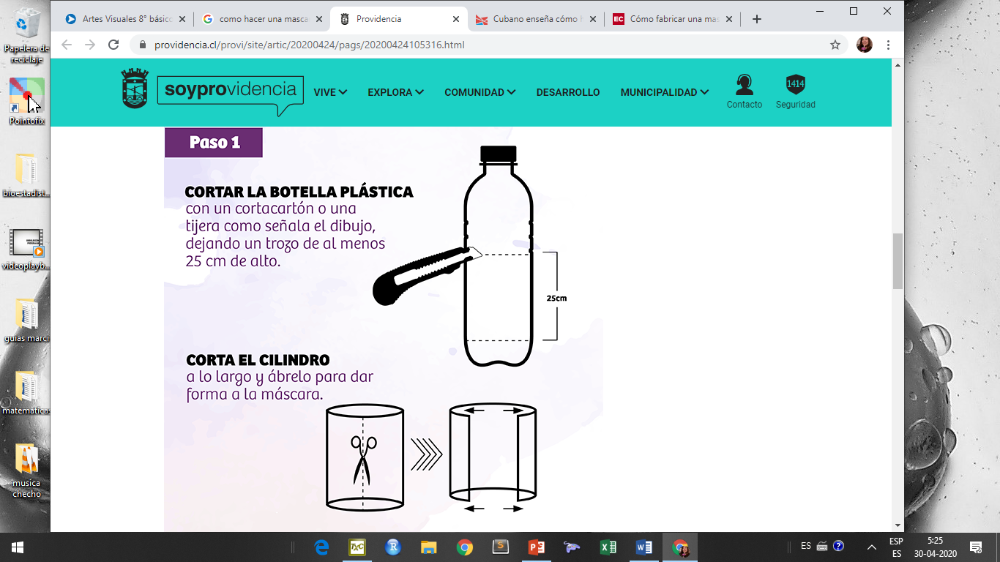 Artes Visuales 8° básico
como hacer una masca
Providencia
Cubano enseña cómo h
EC
Cómo fabricar una mas
providencia.cl/provi/site/artic/20200424/pags/20200424105316.html
soyprovidencia
VIVE
EXPLORA
COMUNIDAD
DESARROLLO
MUNICIPALIDAD
Contacto
1414
Seguridad
Paso 1
CORTAR LA BOTELLA PLÁSTICA
con un cortacartón o una
tijera como señala el dibujo,
dejando un trozo de al menos
25 cm de alto.
25cm
CORTA EL CILINDRO
a lo largo y ábrelo para dar
forma a la máscara.
Papelera de
reciclaje
Pointofix
bioestadist...
videoplayb...
guias marci
matematica
musica
checho
TXC
R
S
ES
ESP
ES
5:25
30-04-2020